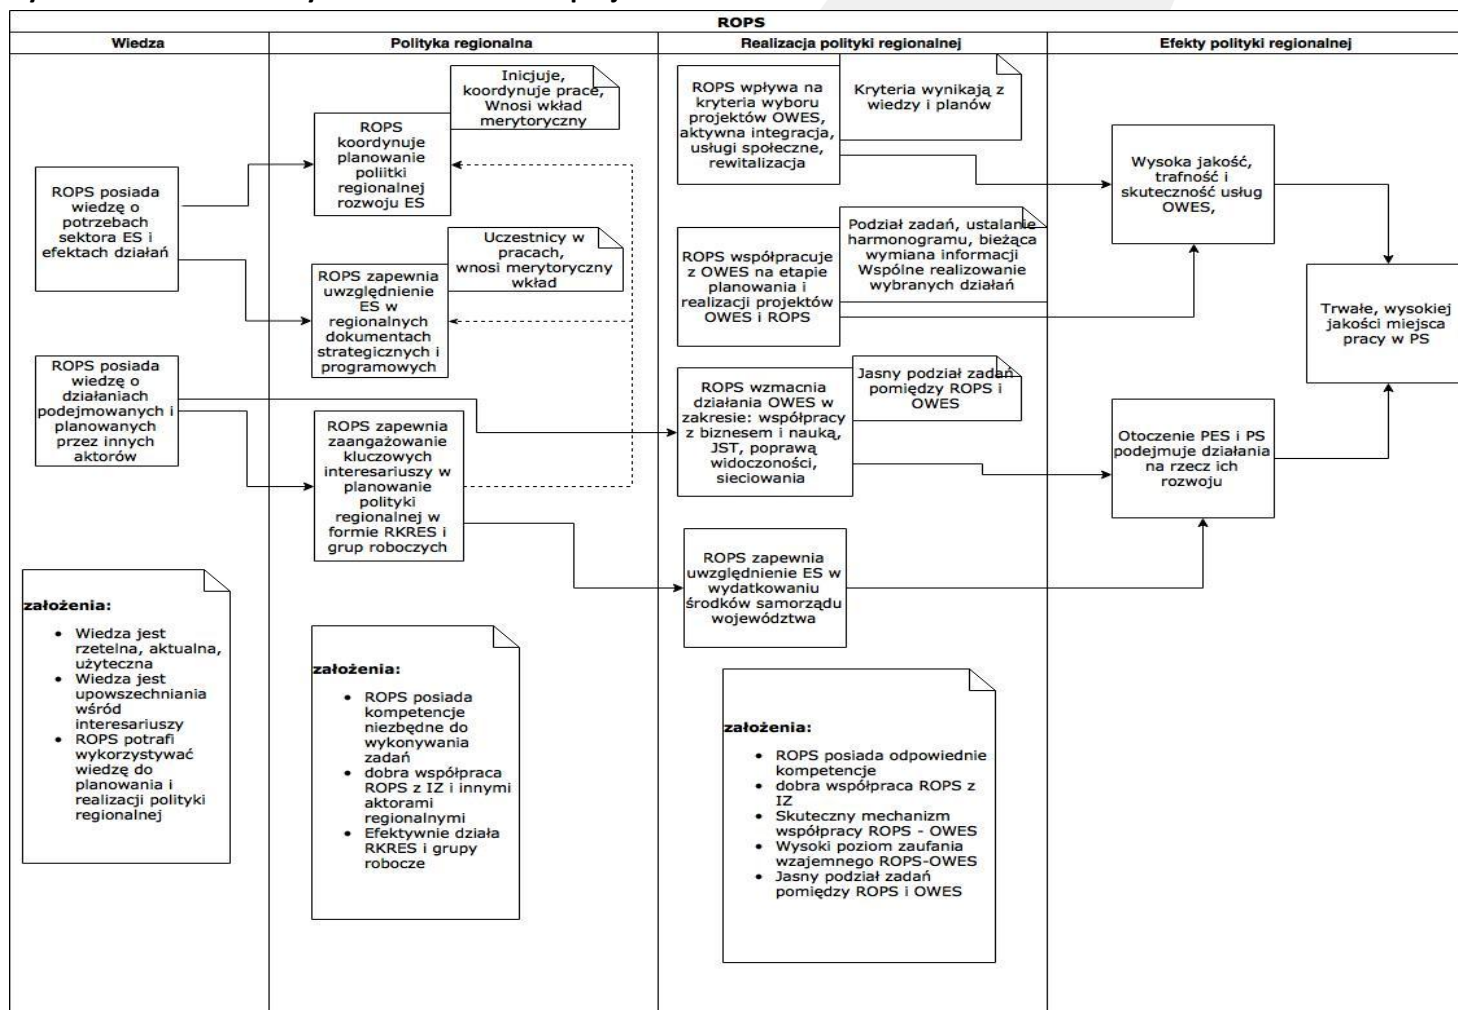 ROPS
Wiedza
Polityka regionalna
Realizacja polityki regionalnej
Efekty polityki regionalnej
ROPS posiada
wiedzę o
potrzebach
sektora ES i
efektach działań
ROPS posiada
wiedzę o
działaniach
podejmowanych i
planowanych
przez innych
aktorów
założenia:
• Wiedza jest
rzetelna, aktualna,
użyteczna
• Wiedza jest
upowszechniania
wśród
interesariuszy
• ROPS potrafi
wykorzystywać
wiedzę do
planowania i
realizacji polityki
regionalnej
Inicjuje,
koordynuje prace,
Wnosi wkład
merytoryczny
ROPS
koordynuje
planowanie
poliitki
regionalnej
rozwoju ES
Uczestnicy w
pracach,
wnosi merytoryczny
wkład
ROPS zapewnia
uwzględnienie
ES w
regionalnych
dokumentach
strategicznych i
programowych
ROPS zapewnia
zaangażowanie
kluczowych
interesariuszy w
planowanie
polityki
regionalnej w
formie RKRES i
grup roboczych
założenia:
• ROPS posiada
kompetencje
niezbędne do
wykonywania
zadań
• dobra współpraca
ROPS z IZ i innymi
aktorami
regionalnymi
• Efektywnie działa
RKRES i grupy
robocze
ROPS wpływa na
kryteria wyboru
projektów OWES,
aktywna integracja,
usługi społeczne,
rewitalizacja
Kryteria wynikają z
wiedzy i planów
ROPS współpracuje
z OWES na etapie
planowania i
realizacji projektów
OWES i ROPS
Podział zadań, ustalanie
harmonogramu, bieżąca
wymiana informacji
Wspólne realizowanie
wybranych działań
ROPS wzmacnia
działania OWES w
zakresie: współpracy
z biznesem i nauką,
JST, poprawą
widoczoności,
sieciowania
Jasny podział zadań
pomiędzy ROPS i
OWES
ROPS zapewnia
uwzględnienie ES w
wydatkowaniu
środków samorządu
województwa
założenia:
• ROPS posiada odpowiednie
kompetencje
• dobra współpraca ROPS z
IZ
• Skuteczny mechanizm
współpracy ROPS - OWES
• Wysoki poziom zaufania
wzajemnego ROPS-OWES
• Jasny podział zadań
pomiędzy ROPS i OWES
Wysoka jakość,
trafność i
skuteczność usług
OWES,
Trwałe, wysokiej
jakości miejsca
pracy w PS
Otoczenie PES i PS
podejmuje działania
na rzecz ich
rozwoju